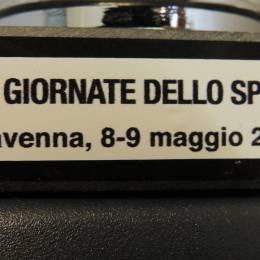 GIORNATE DELLO SP
avenna, 8-9 maggio 2